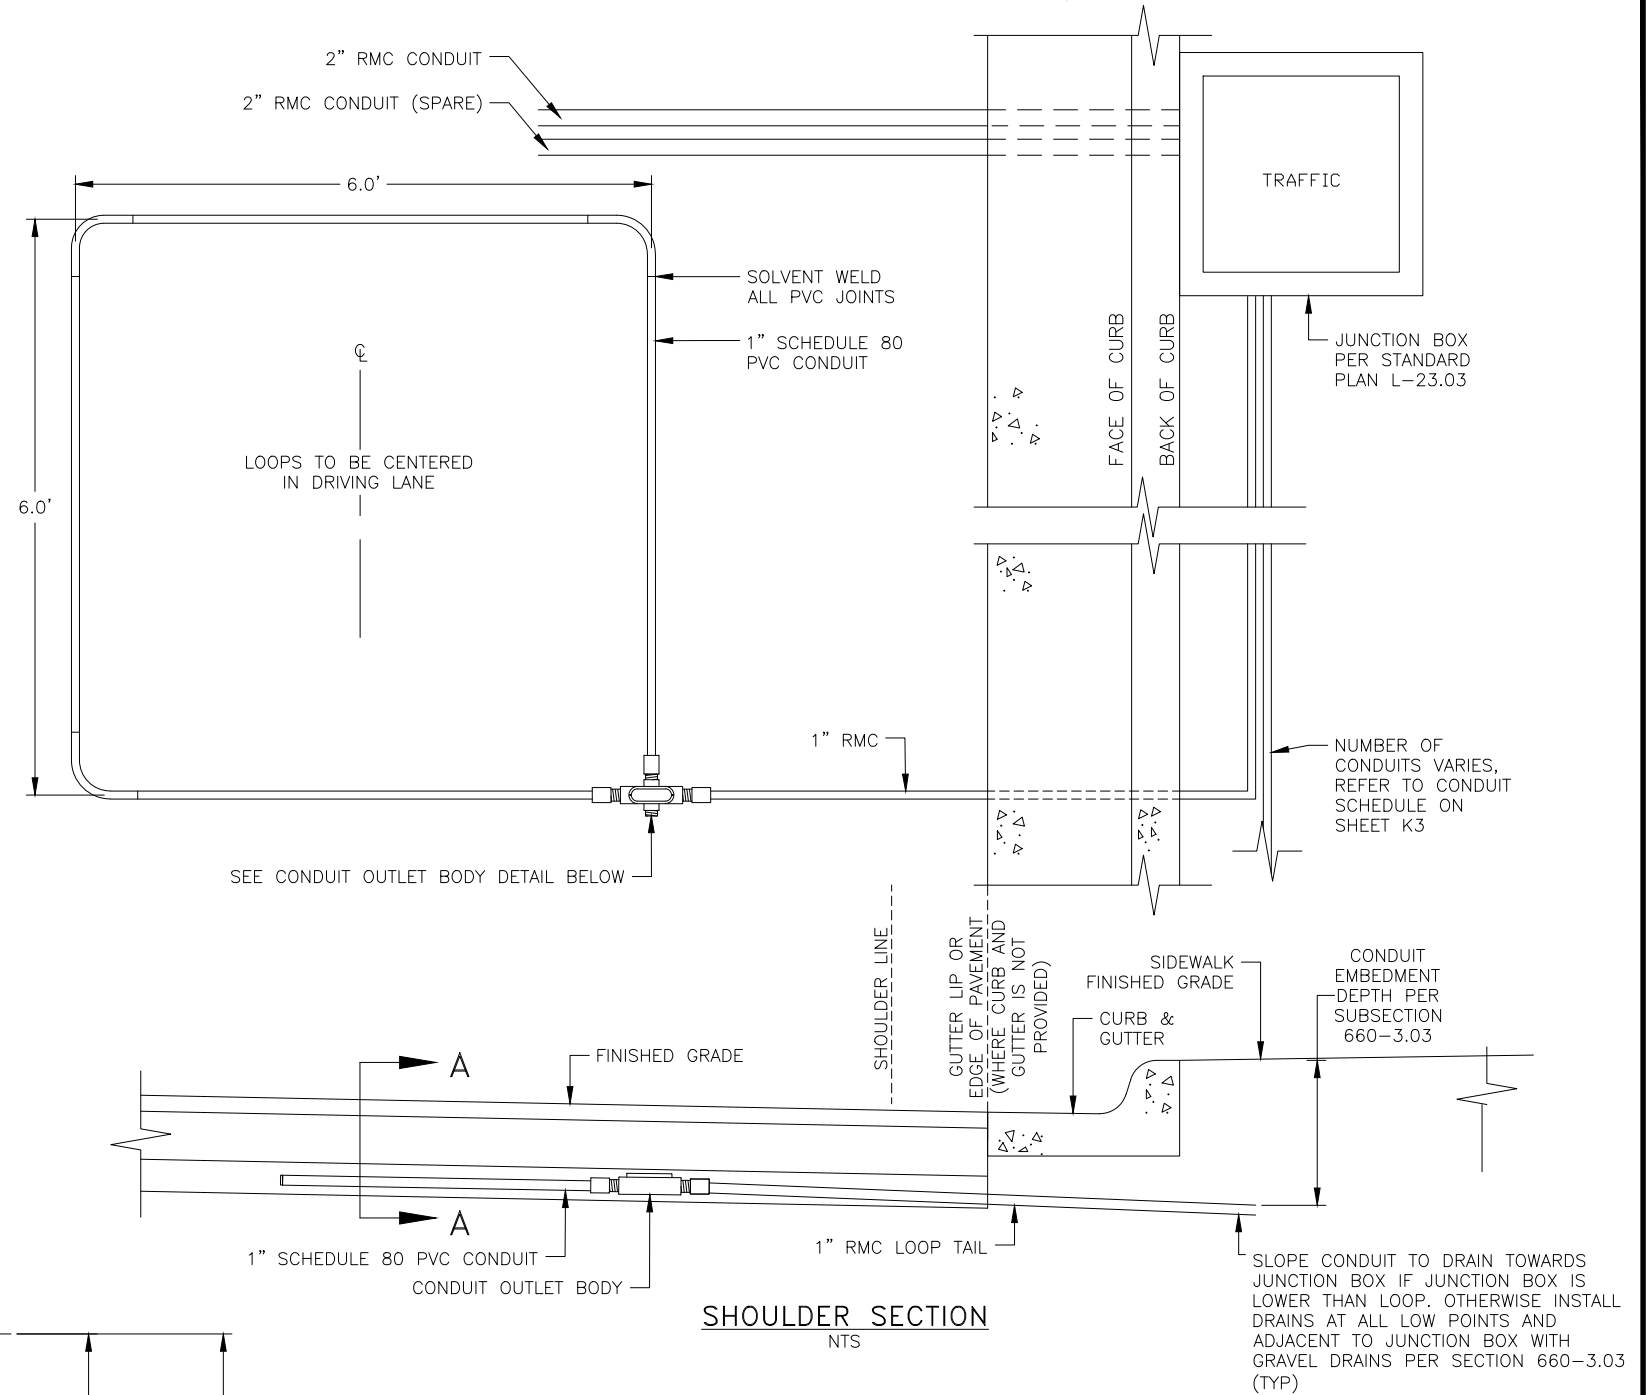 2” RMC CONDUIT
2” RMC CONDUIT (SPARE)
TRAFFIC
6.0’
SOLVENT WELD
ALL PVC JOINTS
1” SCHEDULE 80
PVC CONDUIT
JUNCTION BOX
PER STANDARD
PLAN L-23.03
FACE OF CURB
BACK OF CURB
℄
LOOPS TO BE CENTERED
IN DRIVING LANE
6.0’
1” RMC
NUMBER OF
CONDUITS VARIES,
REFER TO CONDUIT
SCHEDULE ON
SHEET K3
SEE CONDUIT OUTLET BODY DETAIL BELOW
SHOULDER LINE
GUTTER LIP OR
EDGE OF PAVEMENT
(WHERE CURB AND
GUTTER IS NOT
PROVIDED)
SIDEWALK
FINISHED GRADE
CONDUIT
EMBEDMENT
DEPTH PER
SUBSECTION
660-3.03
CURB &
GUTTER
FINISHED GRADE
A
A
1” SCHEDULE 80 PVC CONDUIT
CONDUIT OUTLET BODY
1” RMC LOOP TAIL
SLOPE CONDUIT TO DRAIN TOWARDS
JUNCTION BOX IF JUNCTION BOX IS
LOWER THAN LOOP. OTHERWISE INSTALL
DRAINS AT ALL LOW POINTS AND
ADJACENT TO JUNCTION BOX WITH
GRAVEL DRAINS PER SECTION 660-3.03
(TYP)
SHOULDER SECTION
NTS